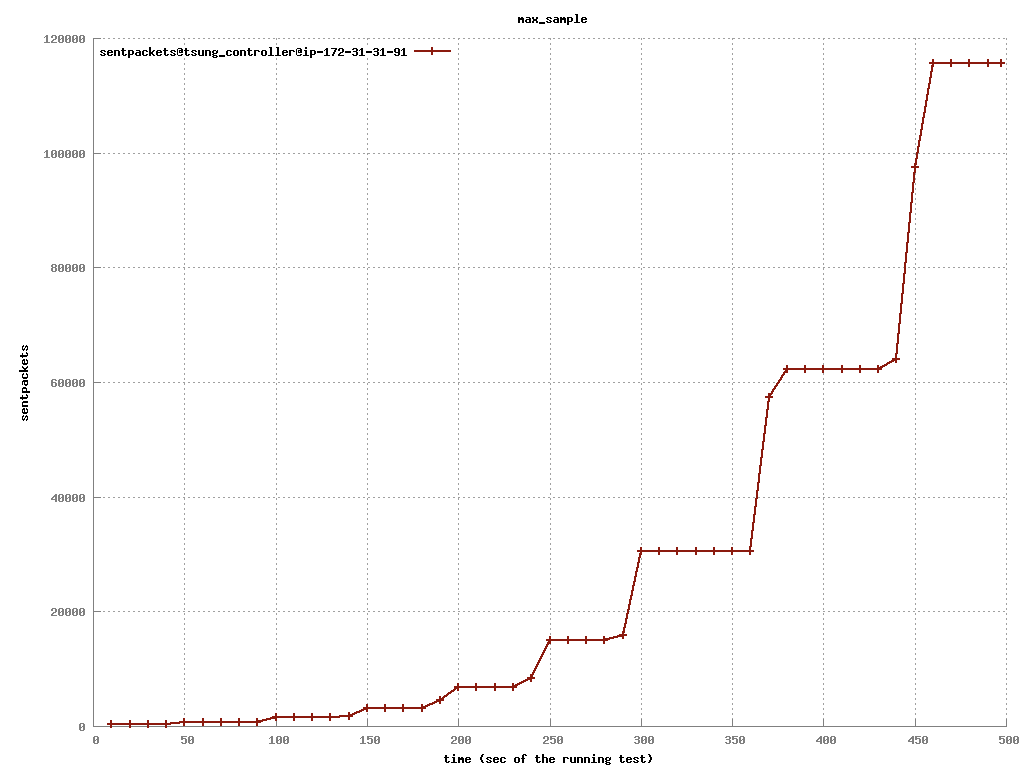 max_sample
sentpackets@tsung_controller@ip-172-31-31-91
120000
100000
80000
60000
40000
20000
0
sentpackets
0 50 100 150 200 250 300 350 400 450 500
time (sec of the running test)